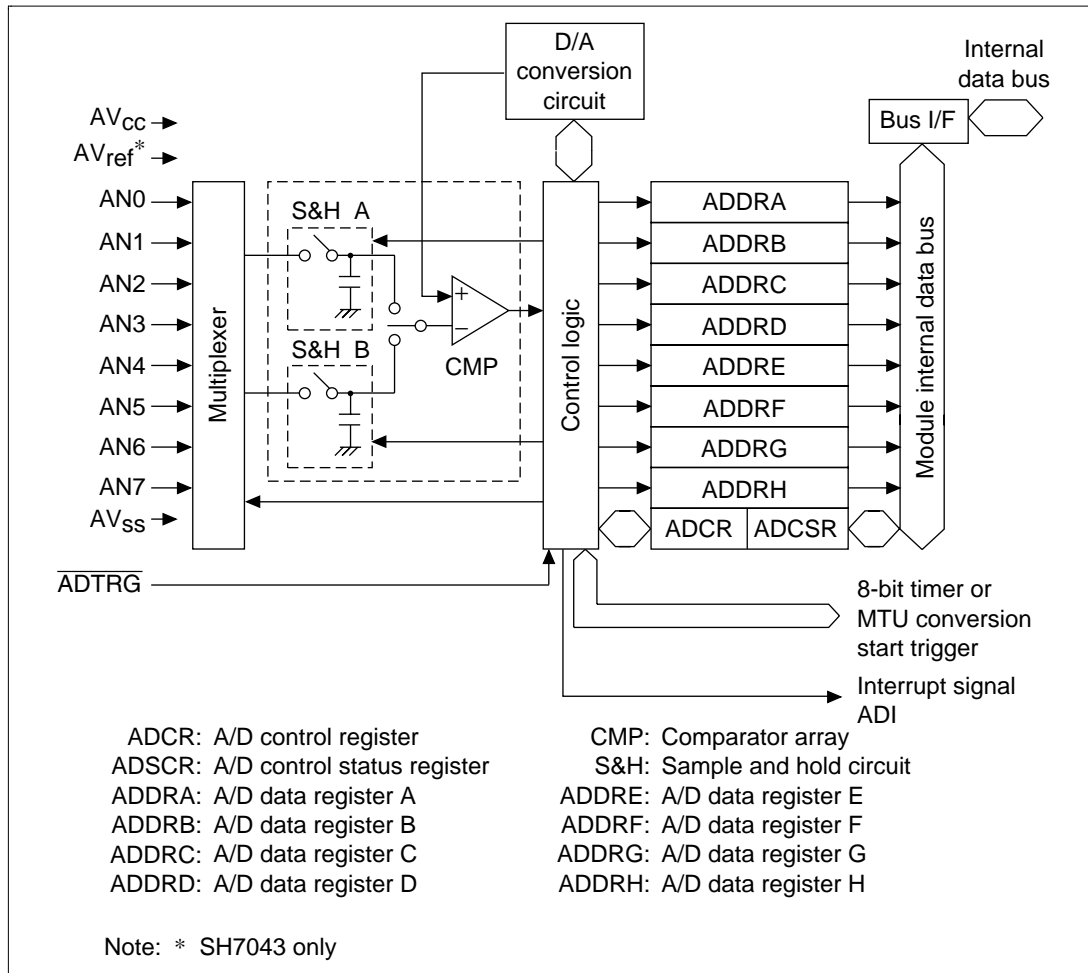 D/A
conversion
circuit
Internal
data bus
Bus I/F
AVcc
AVref*
AN0
AN1
AN2
AN3
AN4
AN5
AN6
AN7
AVss
ADTRG
Multiplexer
S&H A
S&H B
+
−
CMP
Control logic
ADDRA
ADDRB
ADDRC
ADDRD
ADDRE
ADDRF
ADDRG
ADDRH
ADCR ADCSR
Module internal data bus
8-bit timer or
MTU conversion
start trigger
Interrupt signal
ADI
ADCR: A/D control register
ADSCR: A/D control status register
ADDRA: A/D data register A
ADDRB: A/D data register B
ADDRC: A/D data register C
ADDRD: A/D data register D
CMP: Comparator array
S&H: Sample and hold circuit
ADDRE: A/D data register E
ADDRF: A/D data register F
ADDRG: A/D data register G
ADDRH: A/D data register H
Note: * SH7043 only